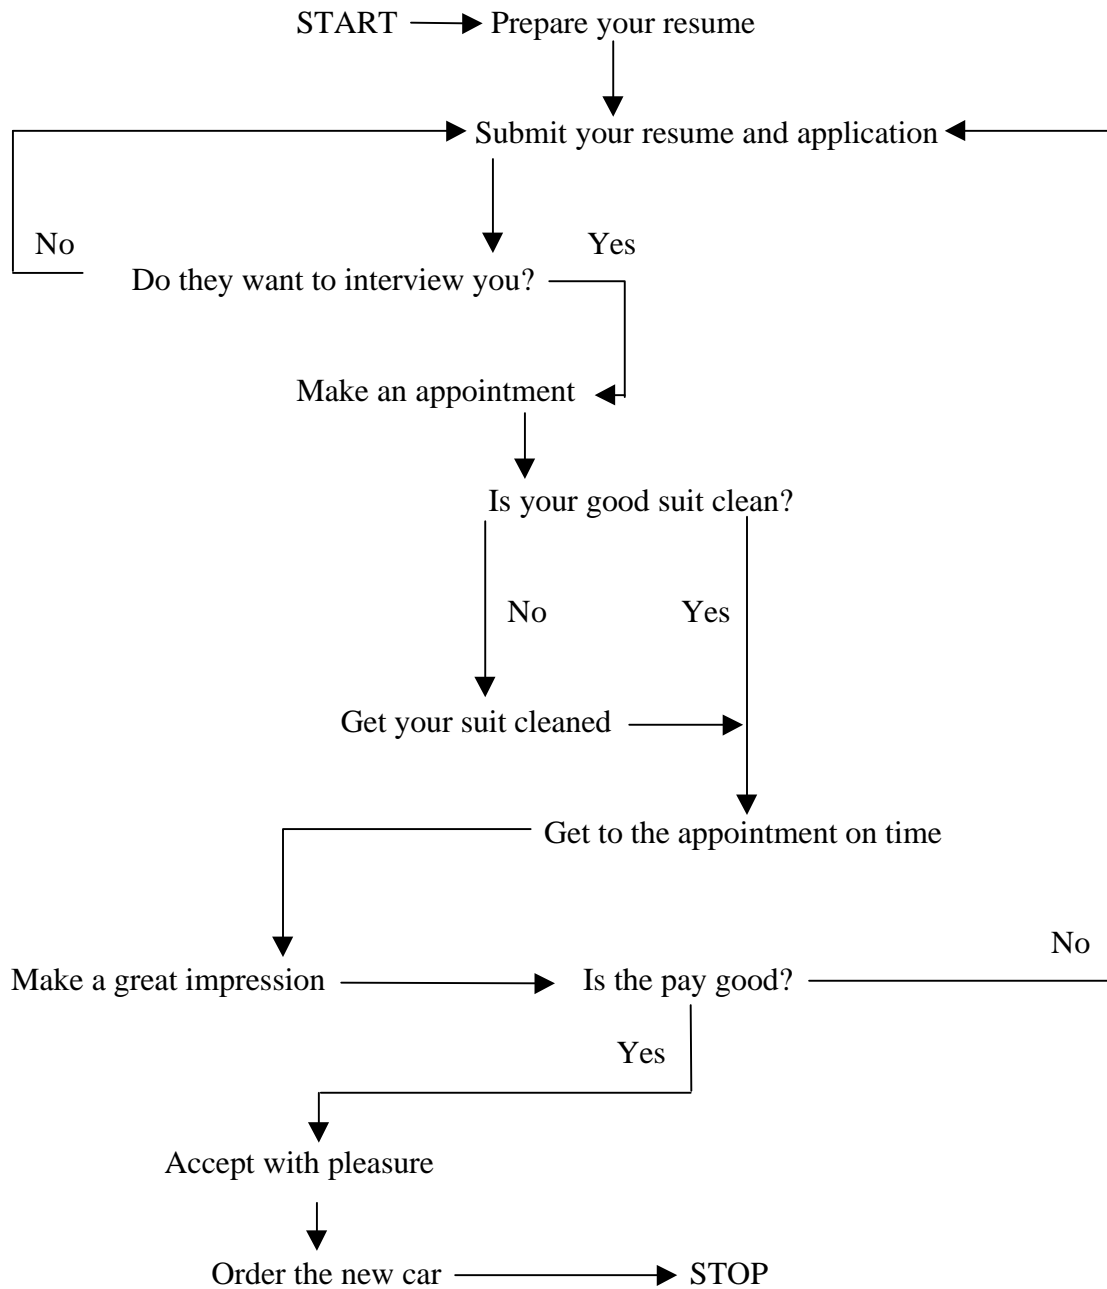 START Prepare your resume
Submit your resume and application
No Yes
Do they want to interview you?
Make an appointment
Is your good suit clean?
No Yes
Get your suit cleaned
Get to the appointment on time
No
Make a great impression Is the pay good?
Yes
Accept with pleasure
Order the new car STOP